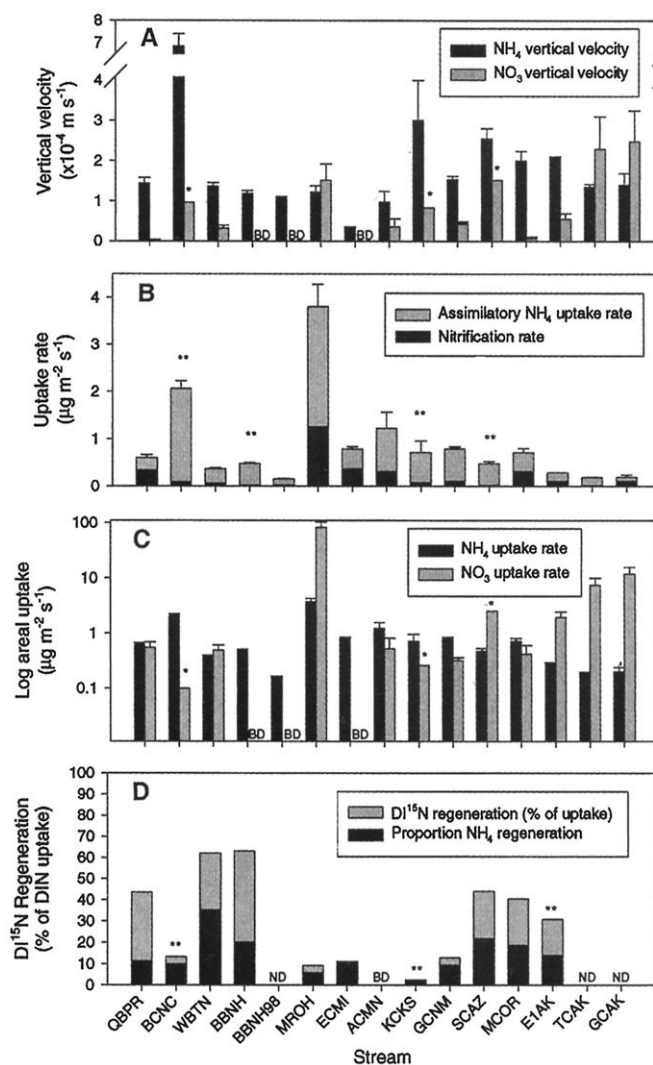 A
8
7
4
3
2
1
0
Vertical velocity
(x10⁻⁴ m s⁻¹)
NH₄ vertical velocity
NO₃ vertical velocity
*
BD
BD
BD
*
*
B
4
3
2
1
0
Uptake rate
(µg m⁻² s⁻¹)
Assimilatory NH₄ uptake rate
Nitrification rate
**
**
**
**
C
100
10
1
0.1
Log areal uptake
(µg m⁻² s⁻¹)
NH₄ uptake rate
NO₃ uptake rate
*
BD
BD
BD
*
*
D
100
90
80
70
60
50
40
30
20
10
0
DI¹⁵N Regeneration
(% of DIN uptake)
DI¹⁵N regeneration (% of uptake)
Proportion NH₄ regeneration
**
ND
BD
**
**
ND
ND
QBPR
BCNC
WBTN
BBNH
BBNH98
MROH
ECMI
ACMN
KCKS
GCNM
SCAZ
MCOR
E1AK
TCAK
GCAK
Stream